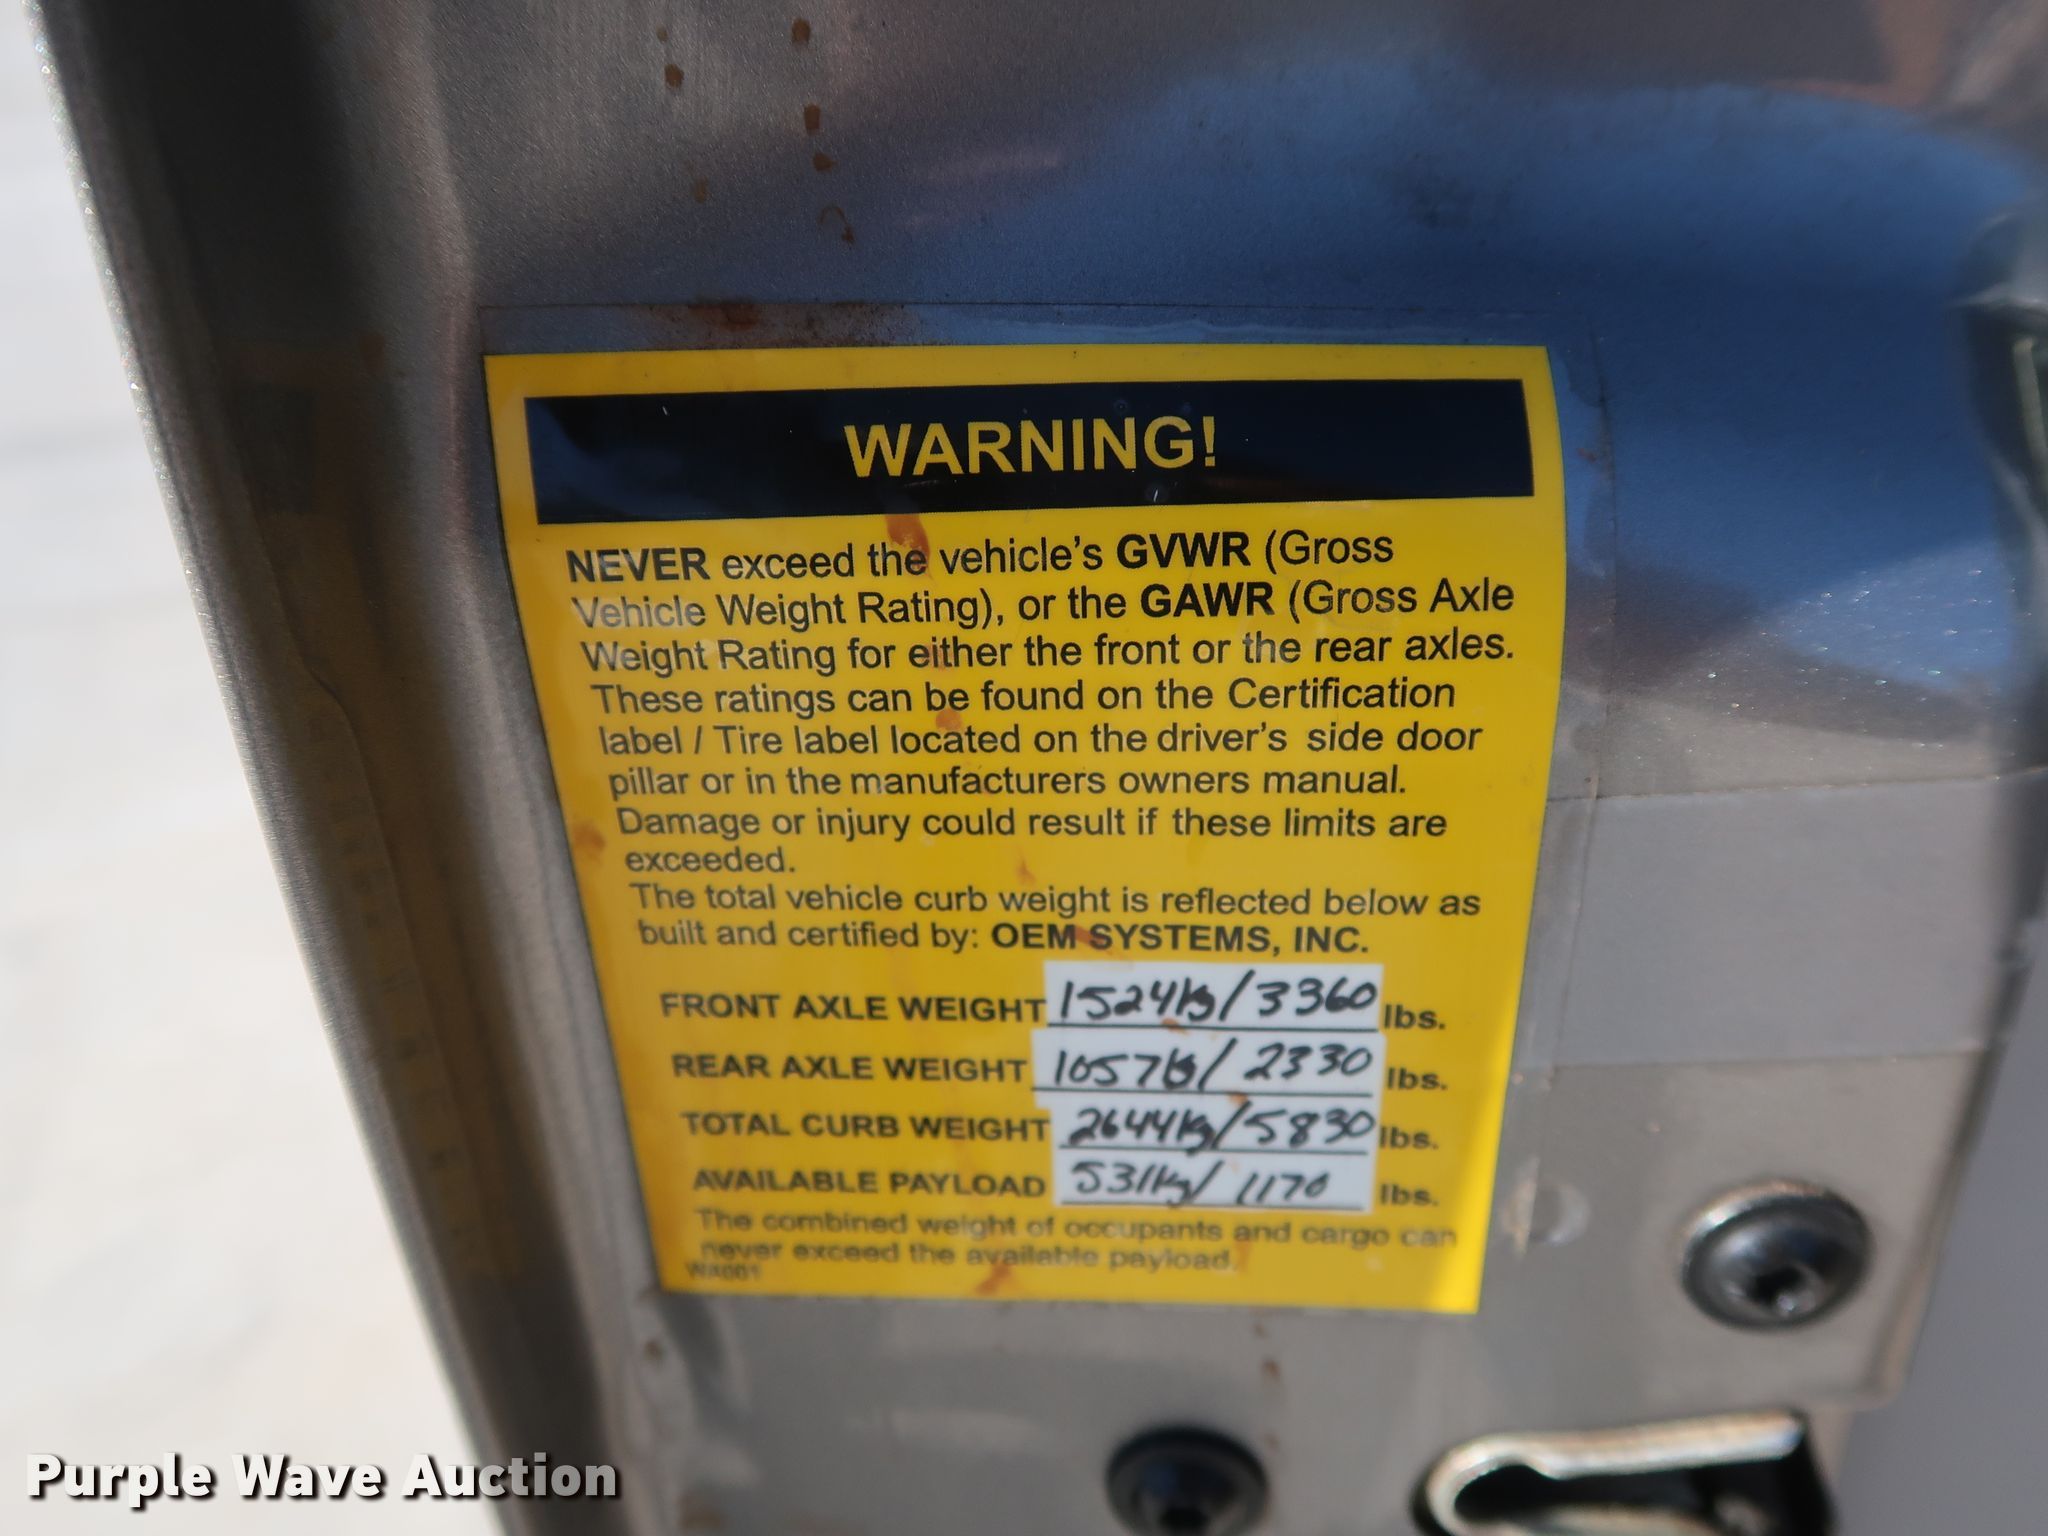 WARNING!
NEVER exceed the vehicle's GVWR (Gross
Vehicle Weight Rating), or the GAWR (Gross Axle
Weight Rating for either the front or the rear axles.
These ratings can be found on the Certification
label / Tire label located on the driver's side door
pillar or in the manufacturers owners manual.
Damage or injury could result if these limits are
exceeded.
The total vehicle curb weight is reflected below as
built and certified by: OEM SYSTEMS, INC.
FRONT AXLE WEIGHT 1524kg/3360 lbs.
REAR AXLE WEIGHT 1057kg/2330 lbs.
TOTAL CURB WEIGHT 2644kg/5830 lbs.
AVAILABLE PAYLOAD 531kg/1170 lbs.
The combined weight of occupants and cargo can
never exceed the available payload.
WA001
Purple Wave Auction